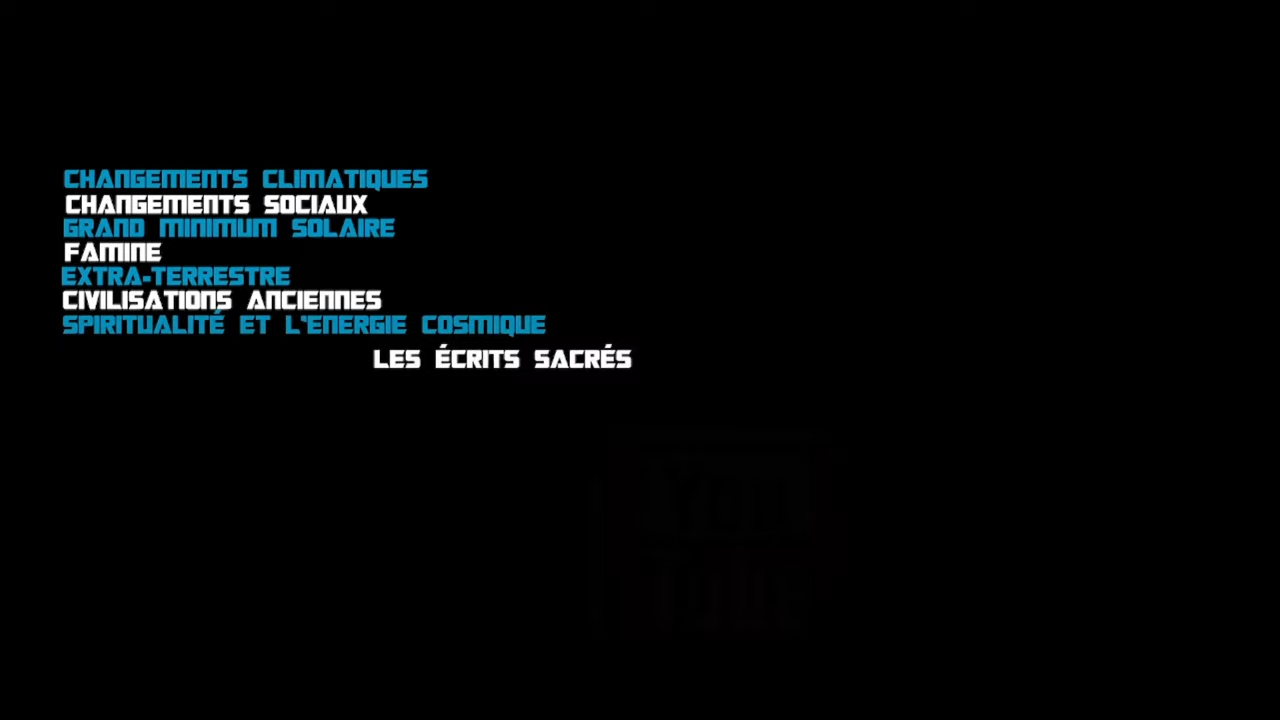 CHANGEMENTS CLIMATIQUES
CHANGEMENTS SOCIAUX
GRAND MINIMUM SOLAIRE
FAMINE
EXTRA-TERRESTRE
CIVILISATIONS ANCIENNES
SPIRITUALITÉ ET L'ENERGIE COSMIQUE
LES ÉCRITS SACRÉS